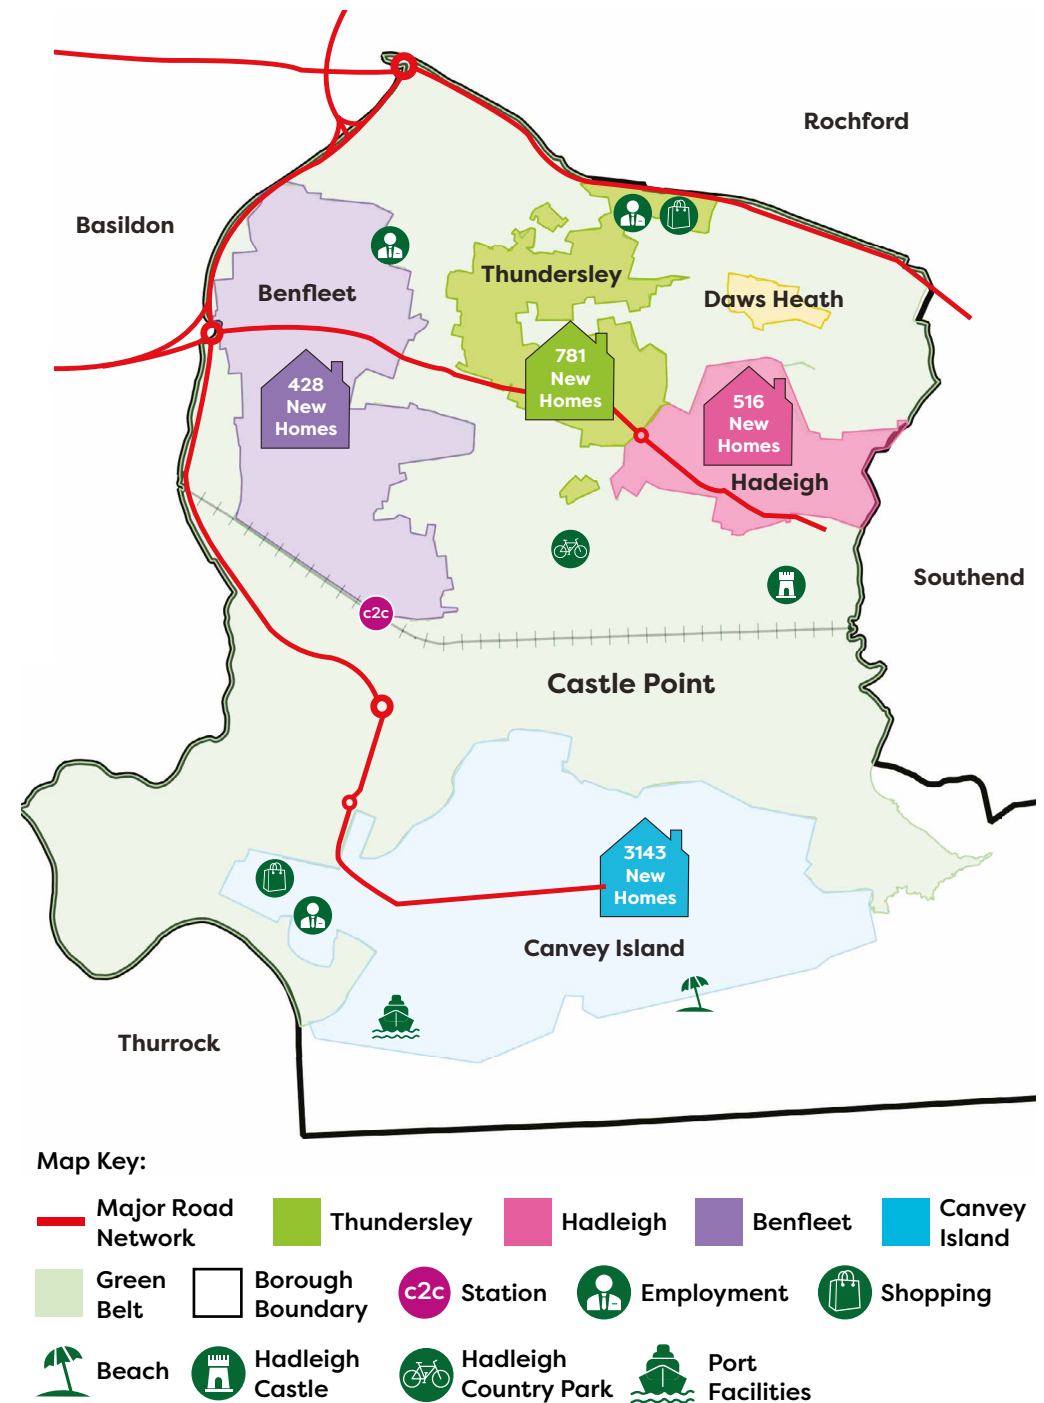 Rochford
Basildon
Thundersley
Benfleet
Daws Heath
781
New
Homes
428
New
Homes
516
New
Homes
Hadeigh
Southend
c2c
Castle Point
3143
New
Homes
Canvey Island
Thurrock
Map Key:
Major Road
Network
Thundersley
Hadleigh
Benfleet
Canvey
Island
Green
Belt
Borough
Boundary
c2c
Station
Employment
Shopping
Beach
Hadleigh
Castle
Hadleigh
Country Park
Port
Facilities